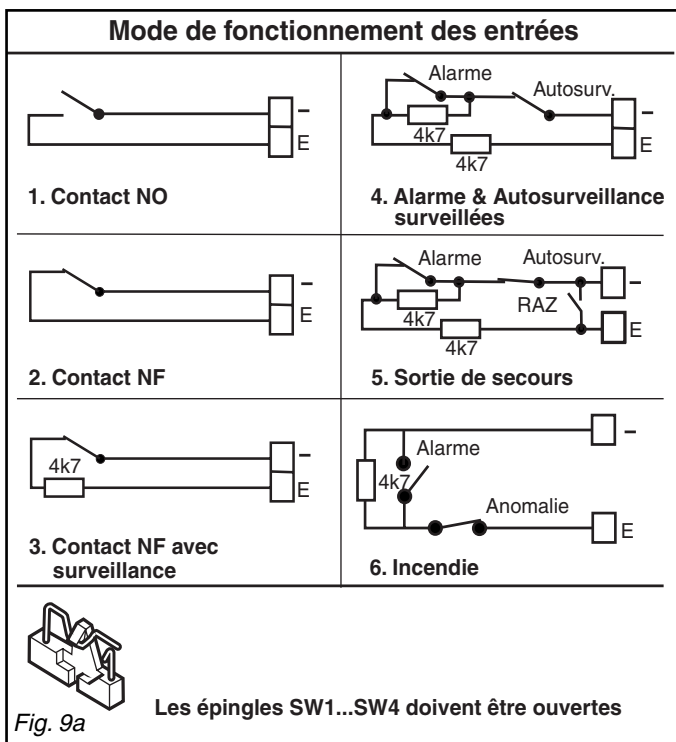 Mode de fonctionnement des entrées
–
E
1. Contact NO
Alarme
Autosurv.
4k7
4k7
–
E
4. Alarme & Autosurveillance
surveillées
–
E
2. Contact NF
Alarme
Autosurv.
4k7
4k7
RAZ
–
E
5. Sortie de secours
4k7
–
E
3. Contact NF avec
surveillance
Alarme
4k7
Anomalie
–
E
6. Incendie
Fig. 9a
Les épingles SW1...SW4 doivent être ouvertes